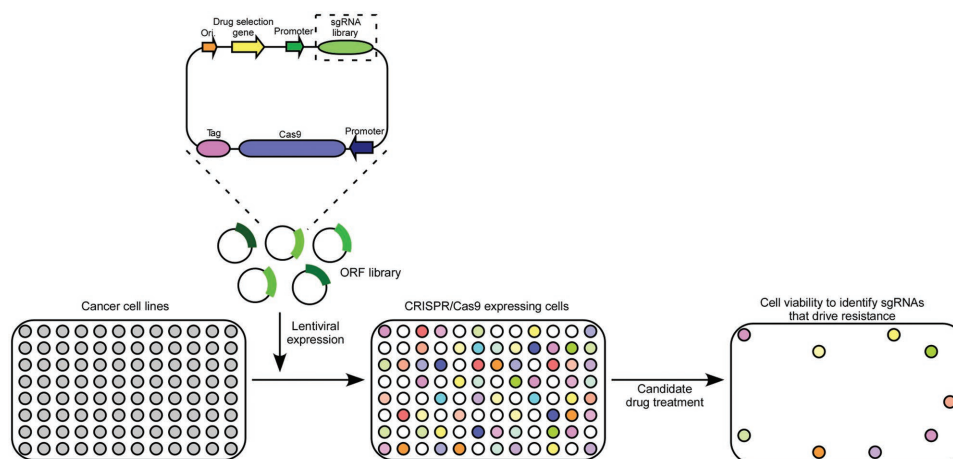 Drug selection
gene
Ori.
Promoter
sgRNA
library
Tag
Cas9
Promoter
ORF library
Cancer cell lines
Lentiviral
expression
CRISPR/Cas9 expressing cells
Candidate
drug treatment
Cell viability to identify sgRNAs
that drive resistance